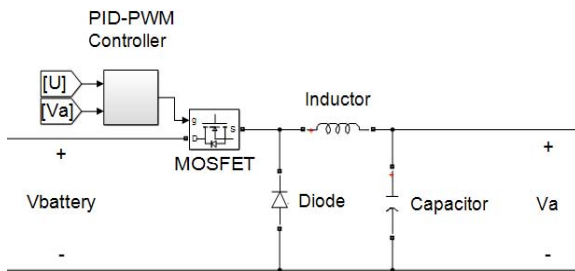 PID-PWM
Controller
[U]
[Va]
g
D
S
MOSFET
Inductor
+
+
Vbattery
Diode
Capacitor
Va
-
-